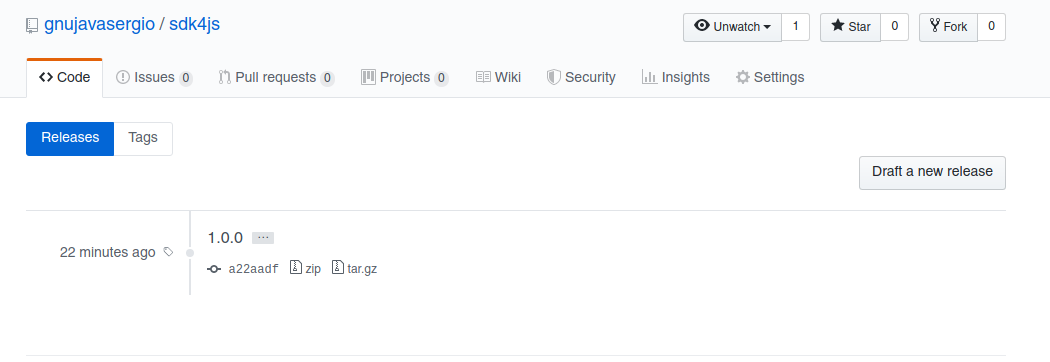 gnujavasergio / sdk4js
Unwatch 1 Star 0 Fork 0
Code Issues 0 Pull requests 0 Projects 0 Wiki Security Insights Settings
Releases Tags
Draft a new release
1.0.0 ...
22 minutes ago
a22aadf zip tar.gz